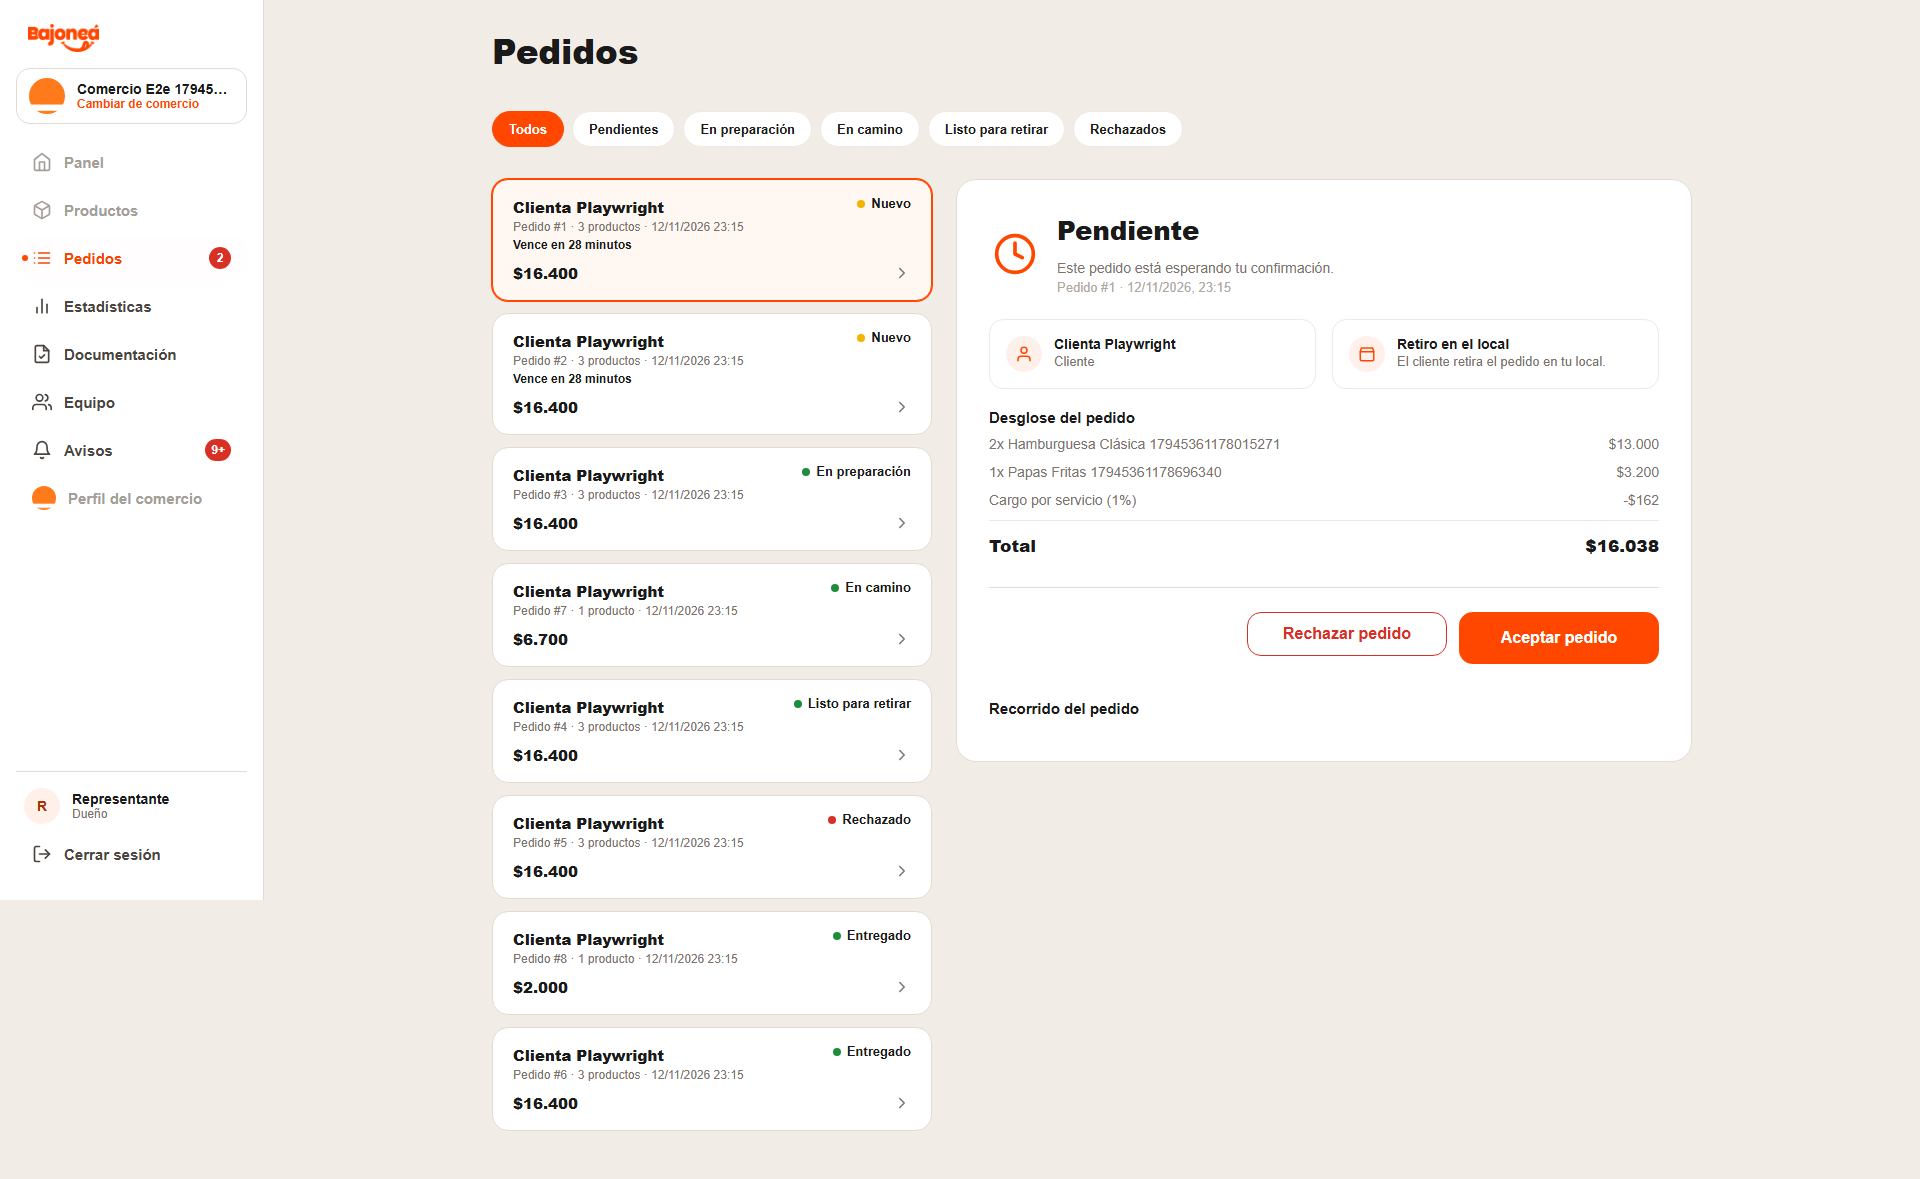 Bajoneá
Comercio E2e 17945...
Cambiar de comercio
Panel
Productos
Pedidos
2
Estadísticas
Documentación
Equipo
Avisos
9+
Perfil del comercio
Representante
R
Dueño
Cerrar sesión
Pedidos
Todos
Pendientes
En preparación
En camino
Listo para retirar
Rechazados
Clienta Playwright
Nuevo
Pedido #1 · 3 productos · 12/11/2026 23:15
Vence en 28 minutos
$16.400
Clienta Playwright
Nuevo
Pedido #2 · 3 productos · 12/11/2026 23:15
Vence en 28 minutos
$16.400
Clienta Playwright
En preparación
Pedido #3 · 3 productos · 12/11/2026 23:15
$16.400
Clienta Playwright
En camino
Pedido #7 · 1 producto · 12/11/2026 23:15
$6.700
Clienta Playwright
Listo para retirar
Pedido #4 · 3 productos · 12/11/2026 23:15
$16.400
Clienta Playwright
Rechazado
Pedido #5 · 3 productos · 12/11/2026 23:15
$16.400
Clienta Playwright
Entregado
Pedido #8 · 1 producto · 12/11/2026 23:15
$2.000
Clienta Playwright
Entregado
Pedido #6 · 3 productos · 12/11/2026 23:15
$16.400
Pendiente
Este pedido está esperando tu confirmación.
Pedido #1 · 12/11/2026, 23:15
Clienta Playwright
Cliente
Retiro en el local
El cliente retira el pedido en tu local.
Desglose del pedido
2x Hamburguesa Clásica 17945361178015271
$13.000
1x Papas Fritas 17945361178696340
$3.200
Cargo por servicio (1%)
-$162
Total
$16.038
Rechazar pedido
Aceptar pedido
Recorrido del pedido